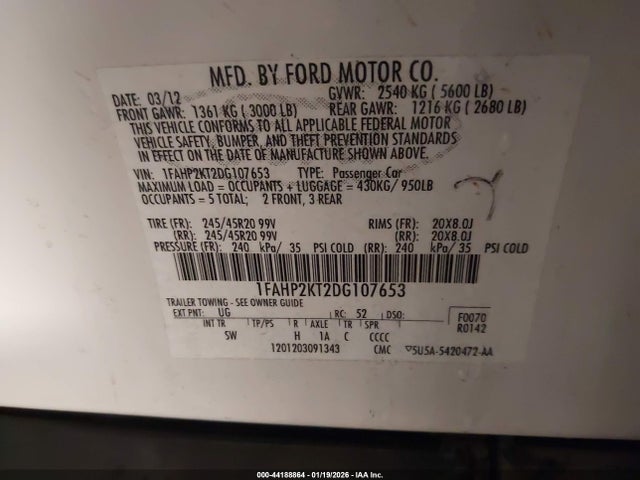 MFD. BY FORD MOTOR CO.
DATE: 03/12 GVWR: 2540 KG ( 5600 LB)
FRONT GAWR: 1361 KG ( 3000 LB) REAR GAWR: 1216 KG ( 2680 LB)
THIS VEHICLE CONFORMS TO ALL APPLICABLE FEDERAL MOTOR
VEHICLE SAFETY, BUMPER, AND THEFT PREVENTION STANDARDS
IN EFFECT ON THE DATE OF MANUFACTURE SHOWN ABOVE.
VIN: 1FAHP2KT2DG107653 TYPE: Passenger Car
MAXIMUM LOAD = OCCUPANTS + LUGGAGE = 430KG/ 950LB
OCCUPANTS = 5 TOTAL; 2 FRONT, 3 REAR
TIRE (FR): 245/45R20 99V RIMS (FR): 20X8.0J
(RR): 245/45R20 99V (RR): 20X8.0J
PRESSURE (FR): 240 kPa/ 35 PSI COLD (RR): 240 kPa/ 35 PSI COLD
1FAHP2KT2DG107653
TRAILER TOWING - SEE OWNER GUIDE
EXT PNT: UG RC: 52 DSO: F0070
INT TR TP/PS R AXLE TR SPR R0142
SW H 1A C CCCC
1201203091343 CMC 5U5A-5420472-AA
000-44188864 - 01/19/2026 - IAA Inc.